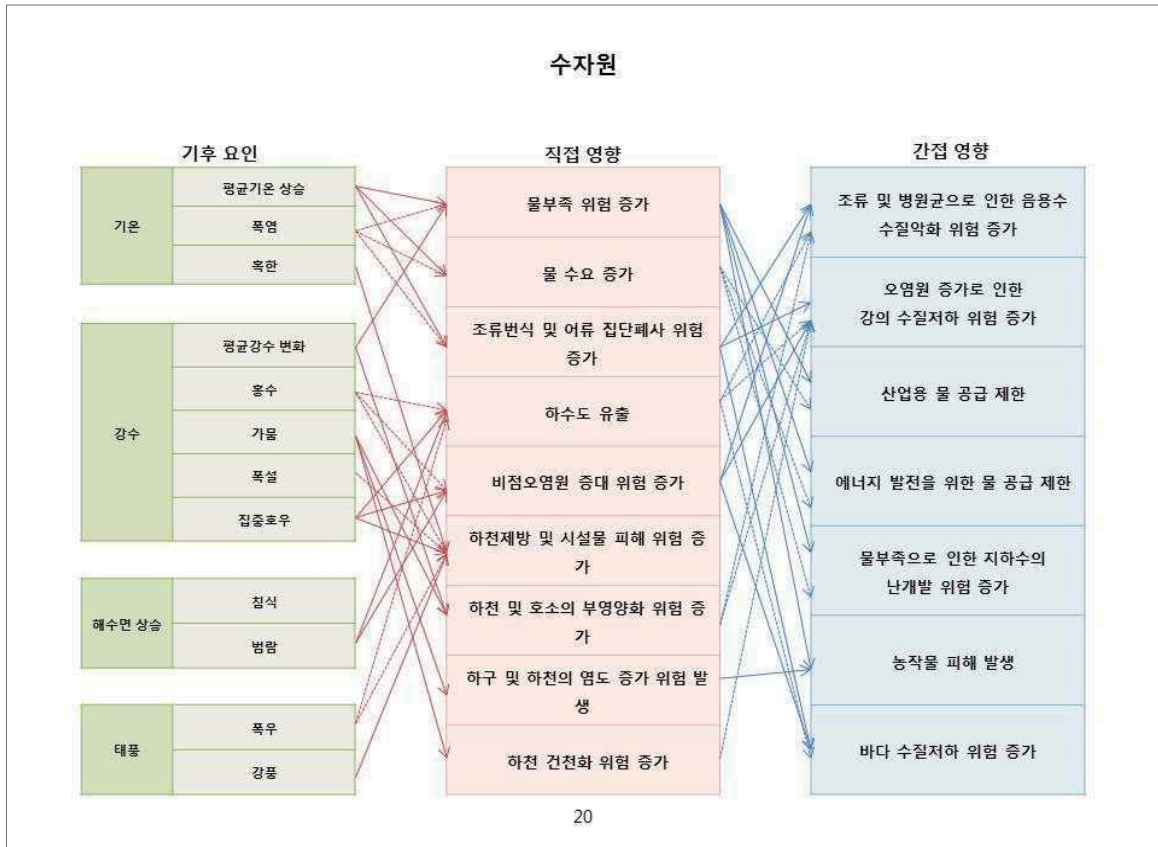 수자원
기후 요인
직접 영향
간접 영향
기온
평균기온 상승
폭염
혹한
강수
평균강수 변화
홍수
가뭄
폭설
집중호우
해수면 상승
침식
범람
태풍
폭우
강풍
물부족 위험 증가
물 수요 증가
조류번식 및 어류 집단폐사 위험
증가
하수도 유출
비점오염원 증대 위험 증가
하천제방 및 시설물 피해 위험 증
가
하천 및 호소의 부영양화 위험 증
가
하구 및 하천의 염도 증가 위험 발
생
하천 건천화 위험 증가
조류 및 병원균으로 인한 음용수
수질악화 위험 증가
오염원 증가로 인한
강의 수질저하 위험 증가
산업용 물 공급 제한
에너지 발전을 위한 물 공급 제한
물부족으로 인한 지하수의
난개발 위험 증가
농작물 피해 발생
바다 수질저하 위험 증가
20